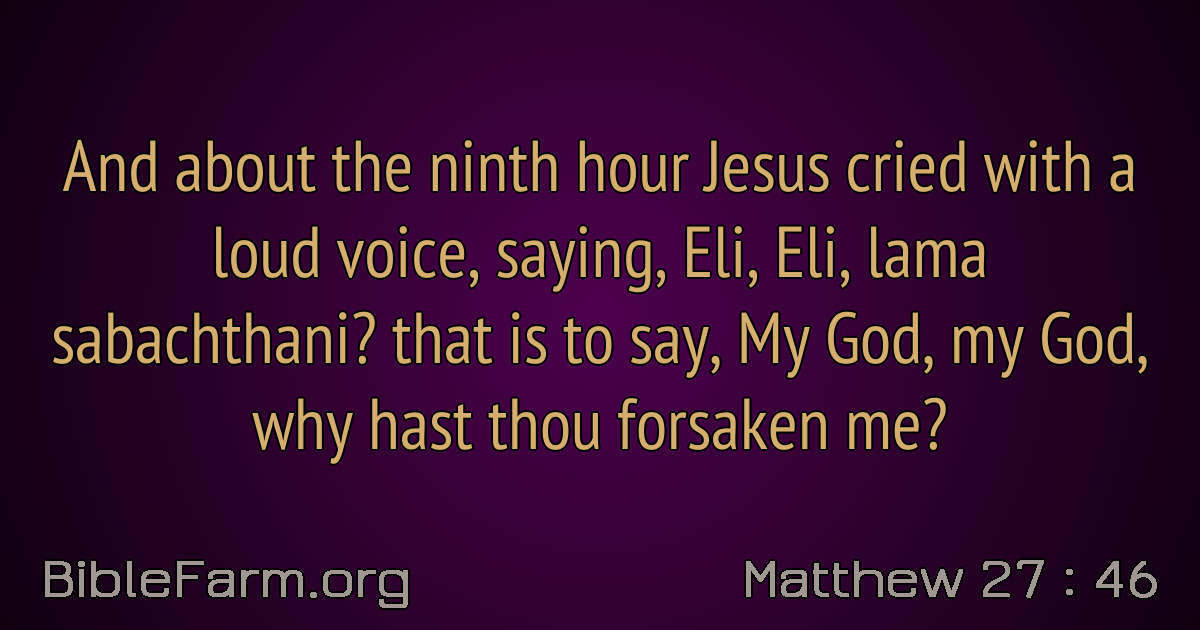 And about the ninth hour Jesus cried with a
loud voice, saying, Eli, Eli, lama
sabachthani? that is to say, My God, my God,
why hast thou forsaken me?
BibleFarm.org
Matthew 27 : 46